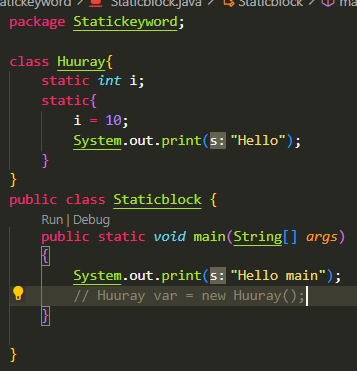 atickeyword > Staticblock.java > Staticblock > ma
package Statickeyword;
class Huuray{
static int i;
static{
i = 10;
System.out.print(s: "Hello");
}
}
public class Staticblock {
Run | Debug
public static void main(String[] args)
{
System.out.print(s: "Hello main");
// Huuray var = new Huuray();
}
}